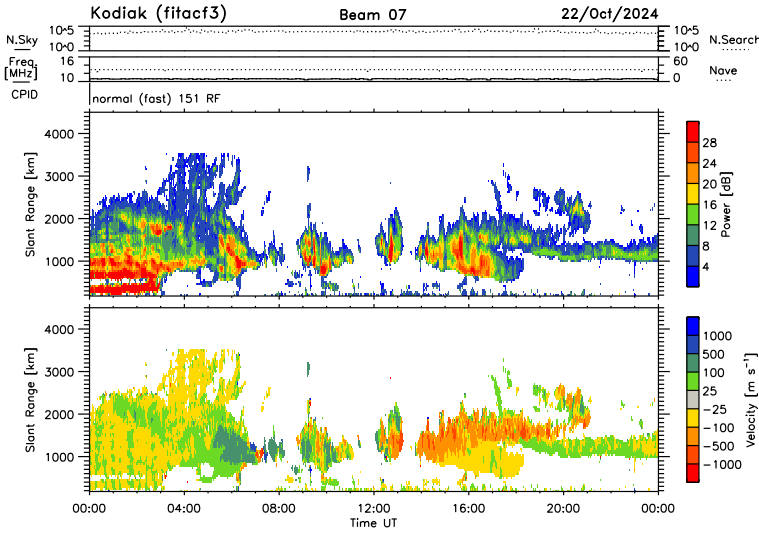 Kodiak (fitacf3) Beam 07 22/Oct/2024
N.Sky 10^5 10^0 10^5 10^0 N.Search
Freq. [MHz] 16 10 60 0 Nave
CPID normal (fast) 151 RF
Slant Range [km] 4000 3000 2000 1000
Power [dB] 28 24 20 16 12 8 4
Slant Range [km] 4000 3000 2000 1000
Velocity [m s⁻¹] 1000 500 100 25 −25 −100 −500 −1000
00:00 04:00 08:00 12:00 16:00 20:00 00:00
Time UT